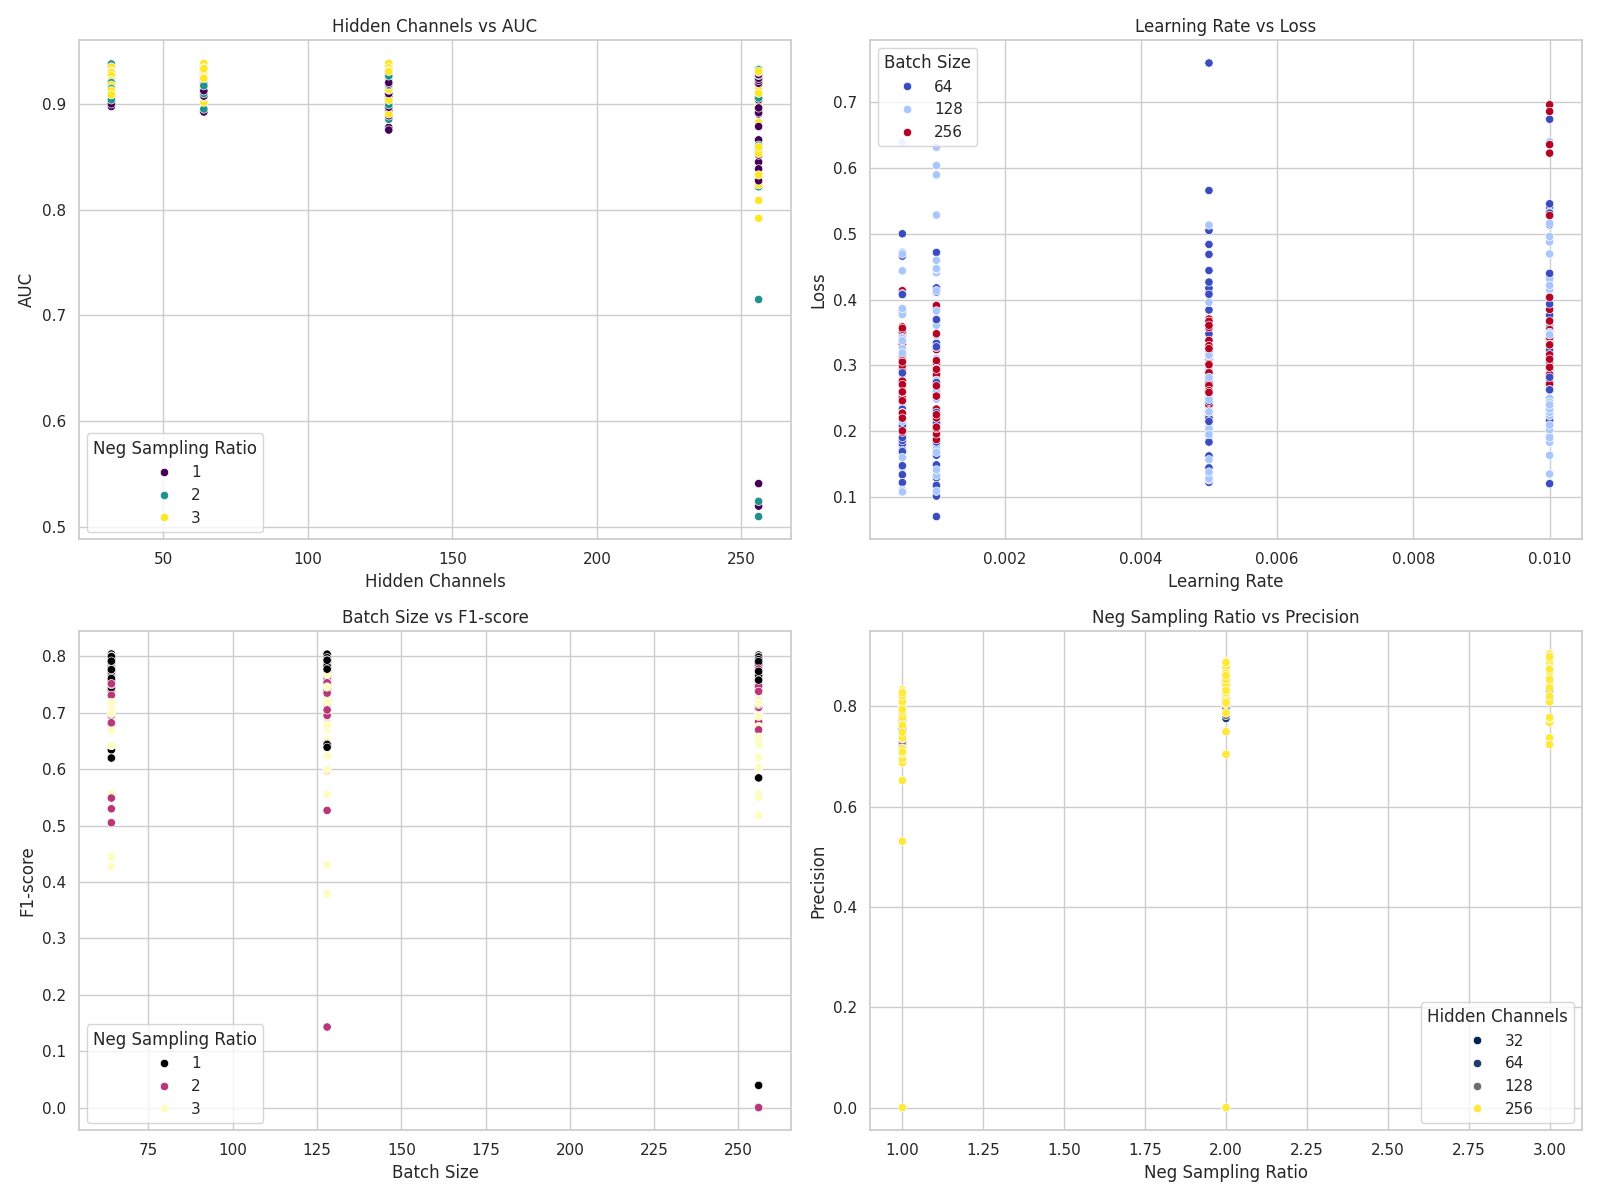 Hidden Channels vs AUC
AUC
0.9
0.8
0.7
0.6
0.5
Neg Sampling Ratio
1
2
3
50 100 150 200 250
Hidden Channels
Learning Rate vs Loss
Loss
0.7
0.6
0.5
0.4
0.3
0.2
0.1
Batch Size
64
128
256
0.002 0.004 0.006 0.008 0.010
Learning Rate
Batch Size vs F1-score
F1-score
0.8
0.7
0.6
0.5
0.4
0.3
0.2
0.1
0.0
Neg Sampling Ratio
1
2
3
75 100 125 150 175 200 225 250
Batch Size
Neg Sampling Ratio vs Precision
Precision
0.8
0.6
0.4
0.2
0.0
Hidden Channels
32
64
128
256
1.00 1.25 1.50 1.75 2.00 2.25 2.50 2.75 3.00
Neg Sampling Ratio